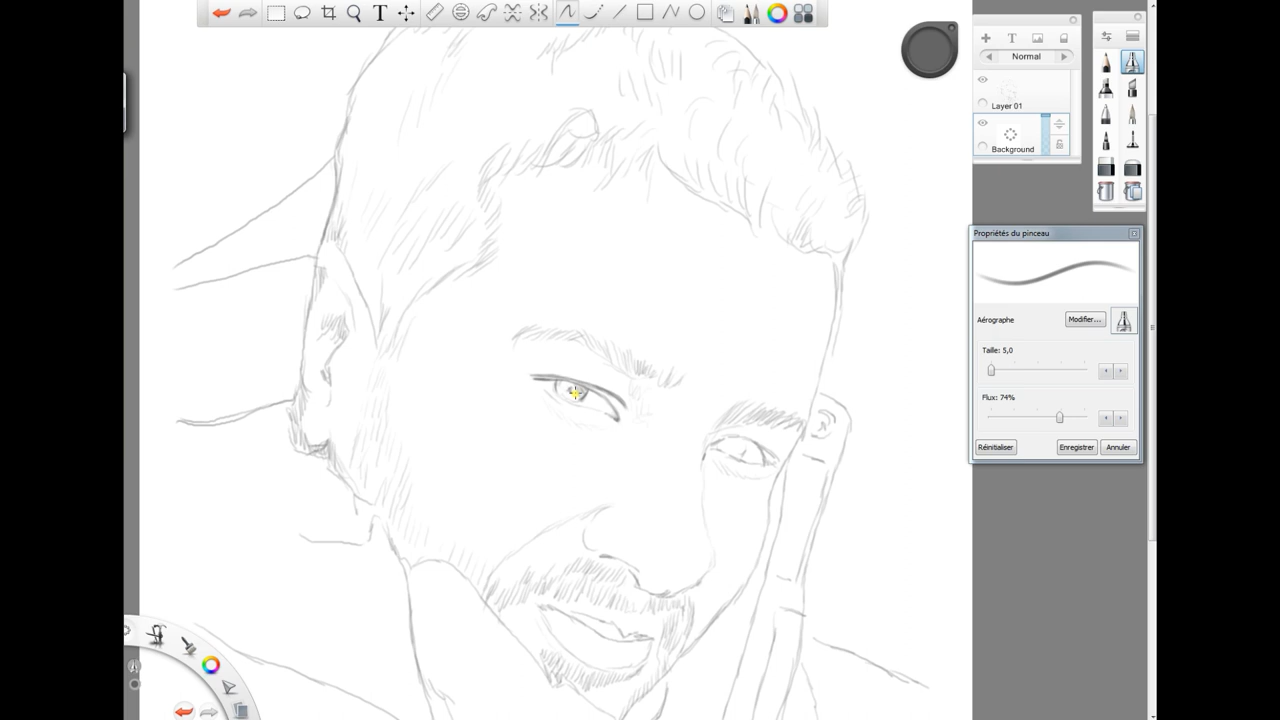 T
T
Normal
Layer 01
Background
Propriétés du pinceau
Aérographe
Modifier...
Taille: 5,0
Flux: 74%
Réinitialiser
Enregistrer
Annuler